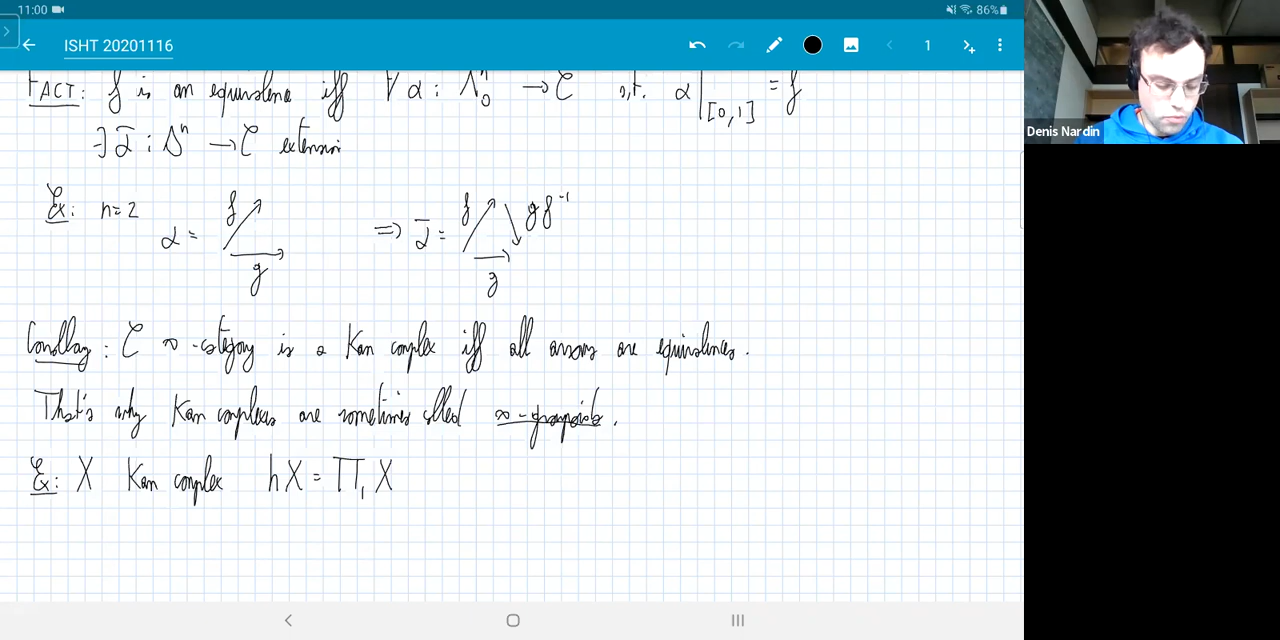 11:00
86%
ISHT 20201116
1
FACT: f is an equivalence iff ∀ α: Λ₀ⁿ → C s.t. α|[0,1] = f
∃ ᾱ: Δⁿ → C extension
Ex: n=2 α = f g ⇒ ᾱ = f gf⁻¹ g
Corollary: C ∞-category is a Kan complex iff all arrows are equivalences.
That's why Kan complexes are sometimes called ∞-groupoids.
Ex: X Kan complex hX = Π₁ X
Denis Nardin